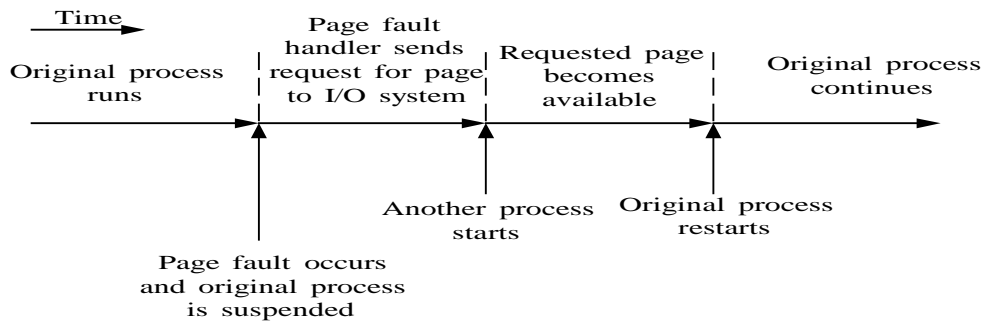 Time
Original process
runs
Page fault
handler sends
request for page
to I/O system
Requested page
becomes
available
Original process
continues
Page fault occurs
and original process
is suspended
Another process
starts
Original process
restarts